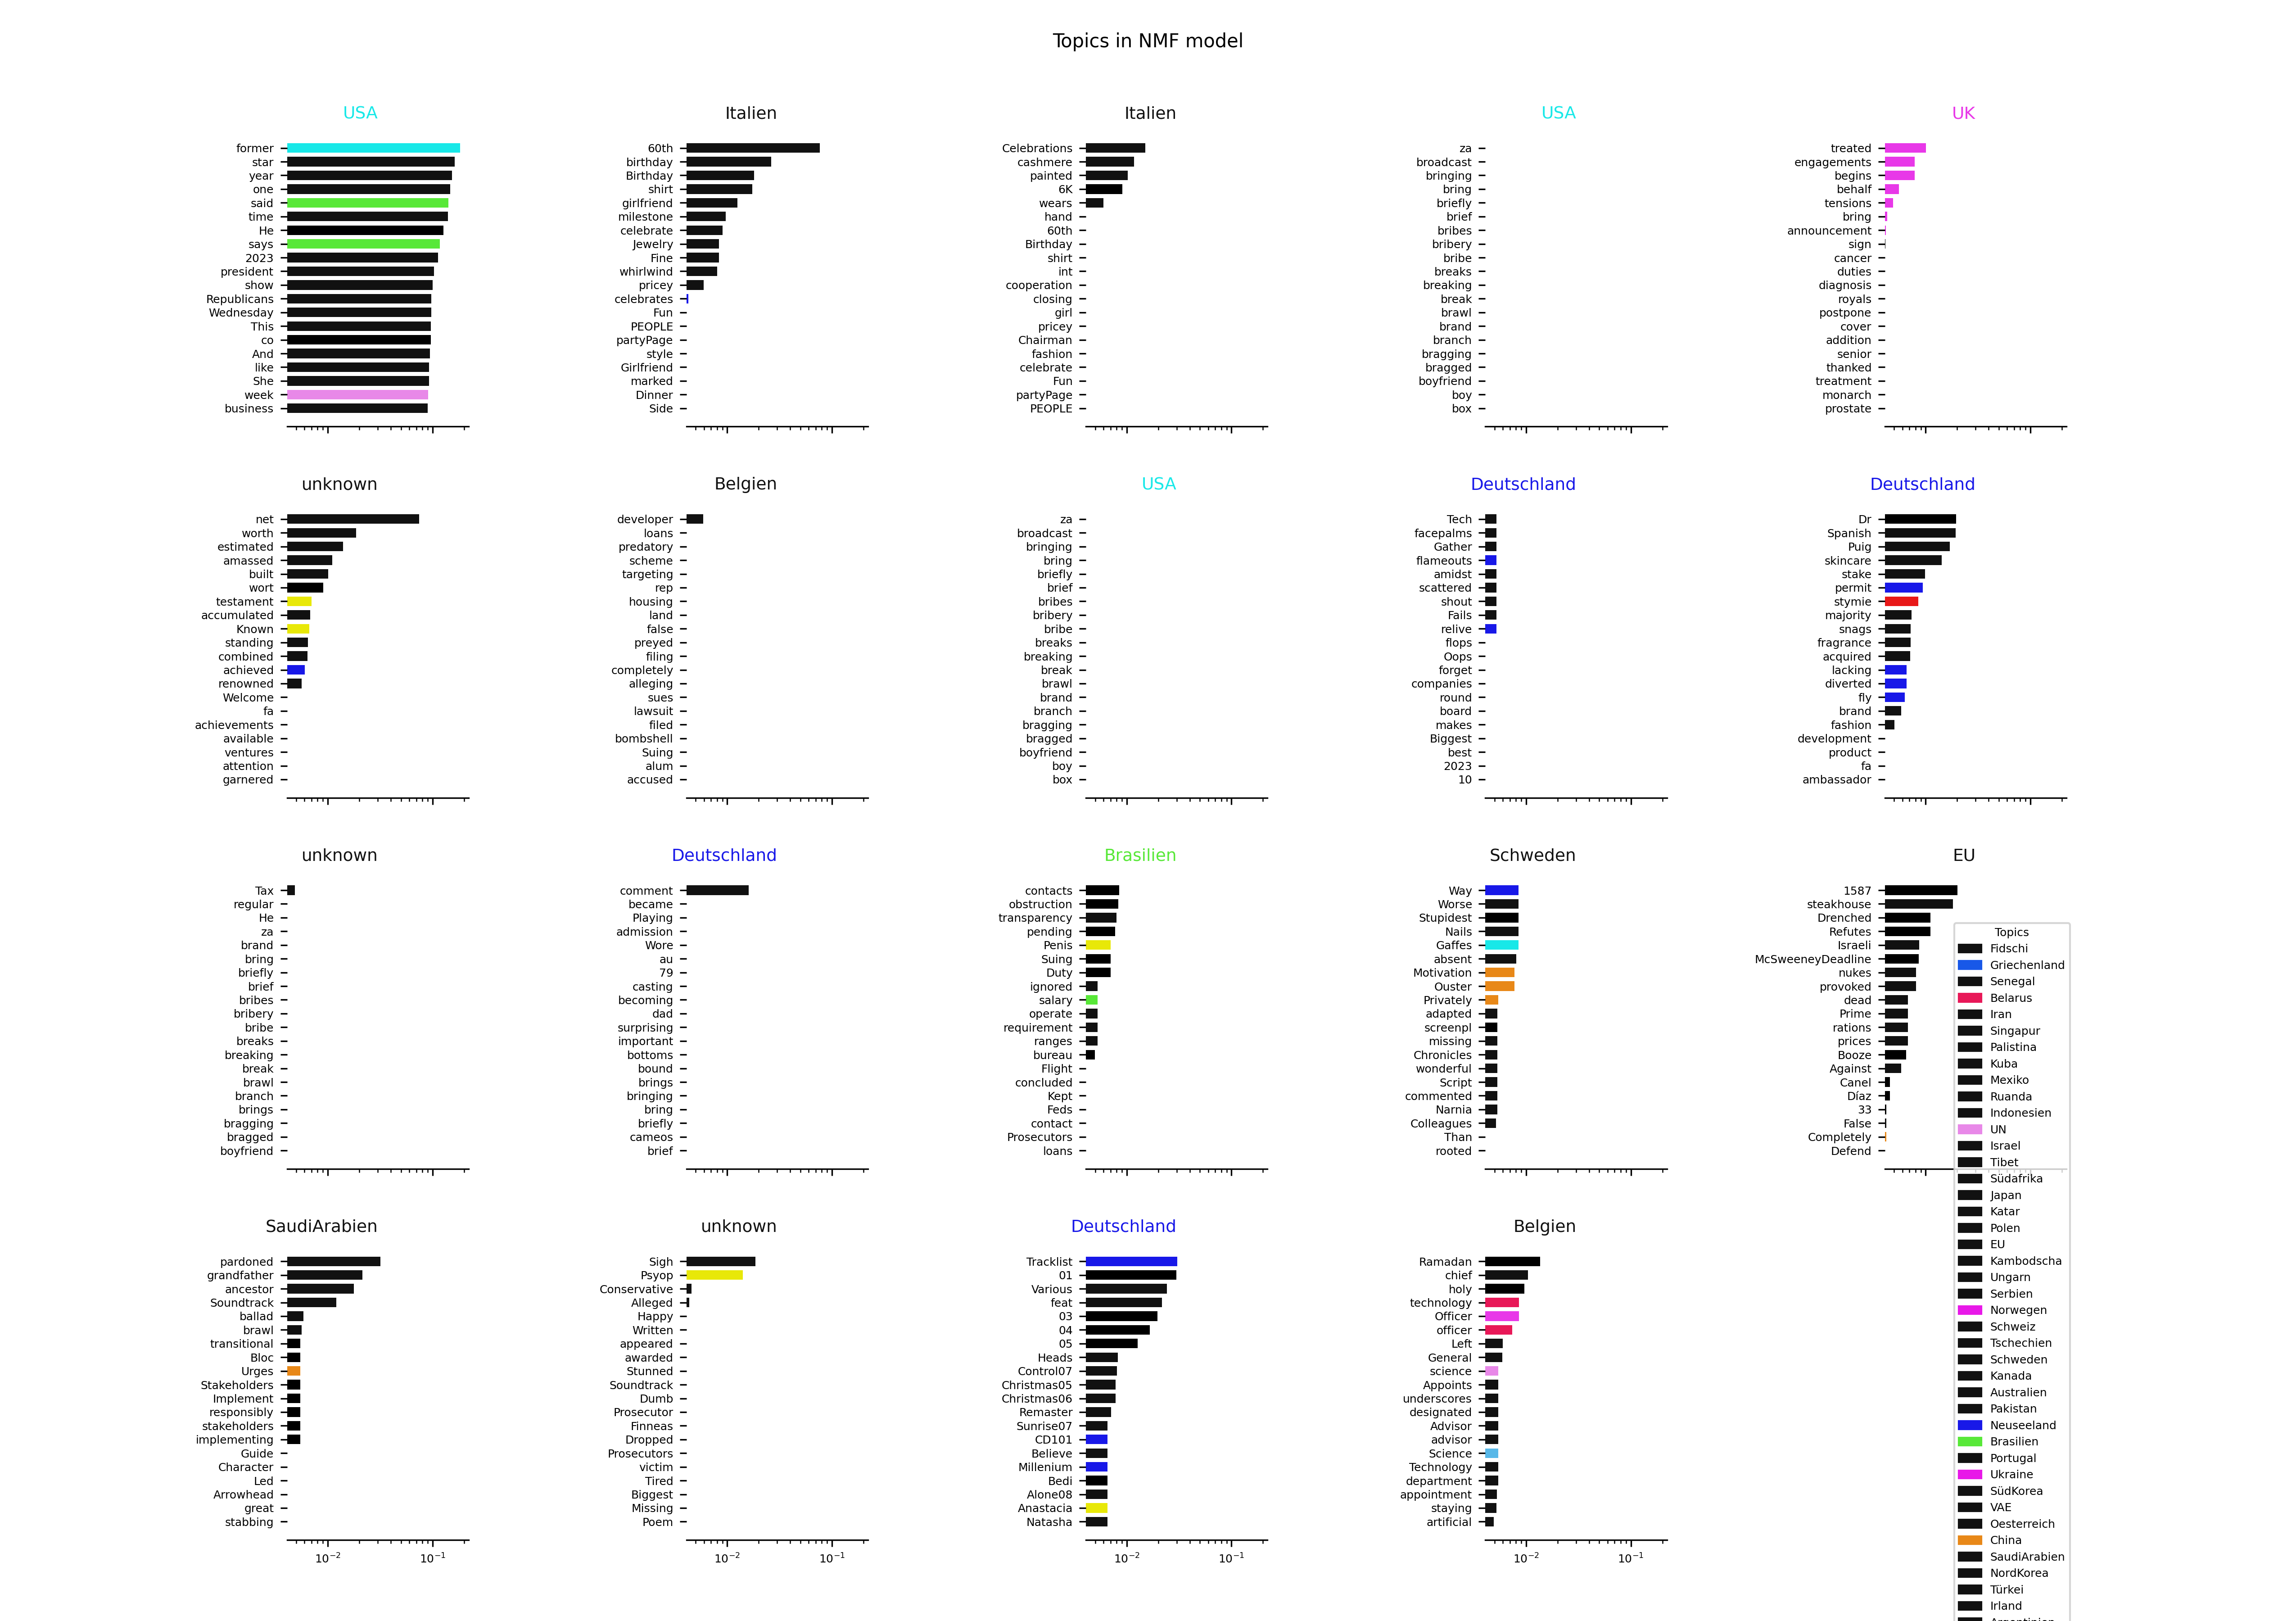 Topics in NMF model
USA
former
star
year
one
said
time
He
says
2023
president
show
Republicans
Wednesday
This
co
And
like
She
week
business
Italien
60th
birthday
Birthday
shirt
girlfriend
milestone
celebrate
Jewelry
Fine
whirlwind
pricey
celebrates
Fun
PEOPLE
partyPage
style
Girlfriend
marked
Dinner
Side
Italien
Celebrations
cashmere
painted
6K
wears
hand
60th
Birthday
shirt
int
cooperation
closing
girl
pricey
Chairman
fashion
celebrate
Fun
partyPage
PEOPLE
USA
za
broadcast
bringing
bring
briefly
brief
bribes
bribery
bribe
breaks
breaking
break
brawl
brand
branch
bragging
bragged
boyfriend
boy
box
UK
treated
engagements
begins
behalf
tensions
bring
announcement
sign
cancer
duties
diagnosis
royals
postpone
cover
addition
senior
thanked
treatment
monarch
prostate
unknown
net
worth
estimated
amassed
built
wort
testament
accumulated
Known
standing
combined
achieved
renowned
Welcome
fa
achievements
available
ventures
attention
garnered
Belgien
developer
loans
predatory
scheme
targeting
rep
housing
land
false
preyed
filing
completely
alleging
sues
lawsuit
filed
bombshell
Suing
alum
accused
USA
za
broadcast
bringing
bring
briefly
brief
bribes
bribery
bribe
breaks
breaking
break
brawl
brand
branch
bragging
bragged
boyfriend
boy
box
Deutschland
Tech
facepalms
Gather
flameouts
amidst
scattered
shout
Fails
relive
flops
Oops
forget
companies
round
board
makes
Biggest
best
2023
10
Deutschland
Dr
Spanish
Puig
skincare
stake
permit
stymie
majority
snags
fragrance
acquired
lacking
diverted
fly
brand
fashion
development
product
fa
ambassador
unknown
Tax
regular
He
za
brand
bring
briefly
brief
bribes
bribery
bribe
breaks
breaking
break
brawl
branch
brings
bragging
bragged
boyfriend
Deutschland
comment
became
Playing
admission
Wore
au
79
casting
becoming
dad
surprising
important
bottoms
bound
brings
bringing
bring
briefly
cameos
brief
Brasilien
contacts
obstruction
transparency
pending
Penis
Suing
Duty
ignored
salary
operate
requirement
ranges
bureau
Flight
concluded
Kept
Feds
contact
Prosecutors
loans
Schweden
Way
Worse
Stupidest
Nails
Gaffes
absent
Motivation
Ouster
Privately
adapted
screenpl
missing
Chronicles
wonderful
Script
commented
Narnia
Colleagues
Than
rooted
EU
1587
steakhouse
Drenched
Refutes
Israeli
McSweeneyDeadline
nukes
provoked
dead
Prime
rations
prices
Booze
Against
Canel
Díaz
33
False
Completely
Defend
SaudiArabien
pardoned
grandfather
ancestor
Soundtrack
ballad
brawl
transitional
Bloc
Urges
Stakeholders
Implement
responsibly
stakeholders
implementing
Guide
Character
Led
Arrowhead
great
stabbing
10⁻² 10⁻¹
unknown
Sigh
Psyop
Conservative
Alleged
Happy
Written
appeared
awarded
Stunned
Soundtrack
Dumb
Prosecutor
Finneas
Dropped
Prosecutors
victim
Tired
Biggest
Missing
Poem
10⁻² 10⁻¹
Deutschland
Tracklist
01
Various
feat
03
04
05
Heads
Control07
Christmas05
Christmas06
Remaster
Sunrise07
CD101
Believe
Millenium
Bedi
Alone08
Anastacia
Natasha
10⁻² 10⁻¹
Belgien
Ramadan
chief
holy
technology
Officer
officer
Left
General
science
Appoints
underscores
designated
Advisor
advisor
Science
Technology
department
appointment
staying
artificial
10⁻² 10⁻¹
Topics
Fidschi
Griechenland
Senegal
Belarus
Iran
Singapur
Palistina
Kuba
Mexiko
Ruanda
Indonesien
UN
Israel
Tibet
Südafrika
Japan
Katar
Polen
EU
Kambodscha
Ungarn
Serbien
Norwegen
Schweiz
Tschechien
Schweden
Kanada
Australien
Pakistan
Neuseeland
Brasilien
Portugal
Ukraine
SüdKorea
VAE
Oesterreich
China
SaudiArabien
NordKorea
Türkei
Irland